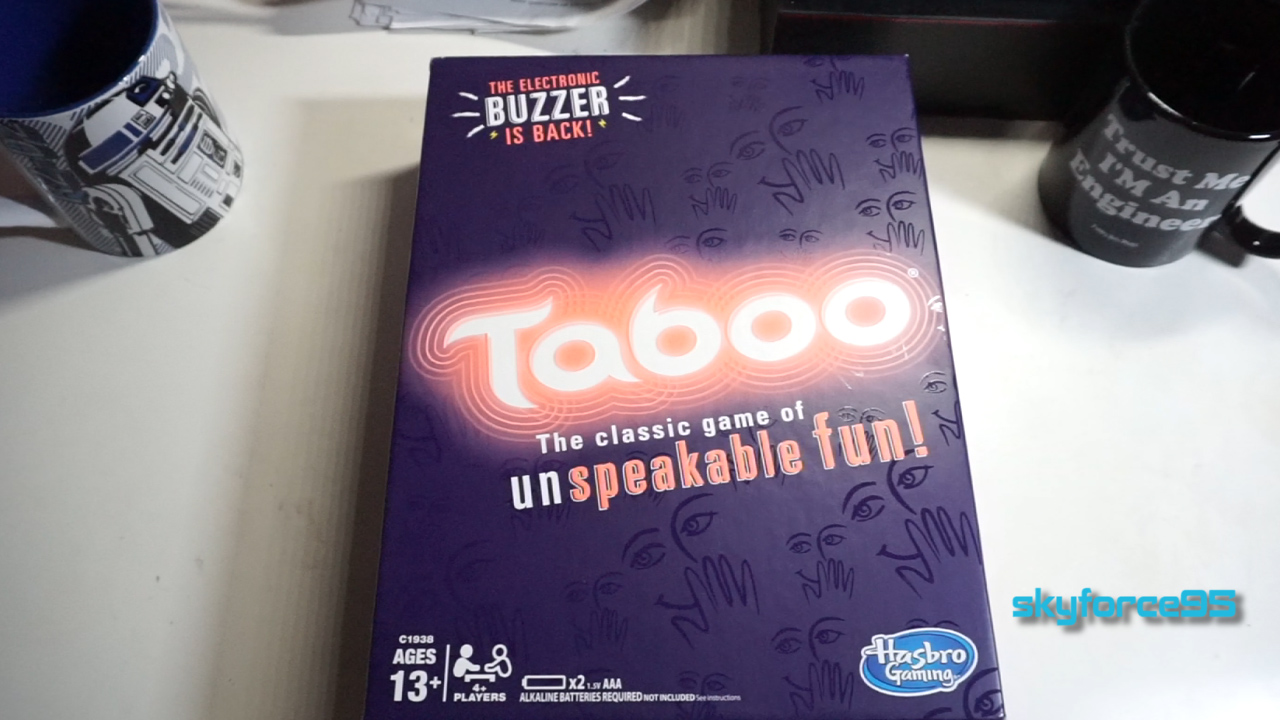 THE ELECTRONIC
BUZZER
IS BACK!
Trust Me
I'M An
Engineer
Taboo®
The classic game of
unspeakable fun!
skyforce95
C1938
AGES
13+
4+
PLAYERS
x2 1.5V AAA
ALKALINE BATTERIES REQUIRED NOT INCLUDED See instructions
Hasbro
Gaming